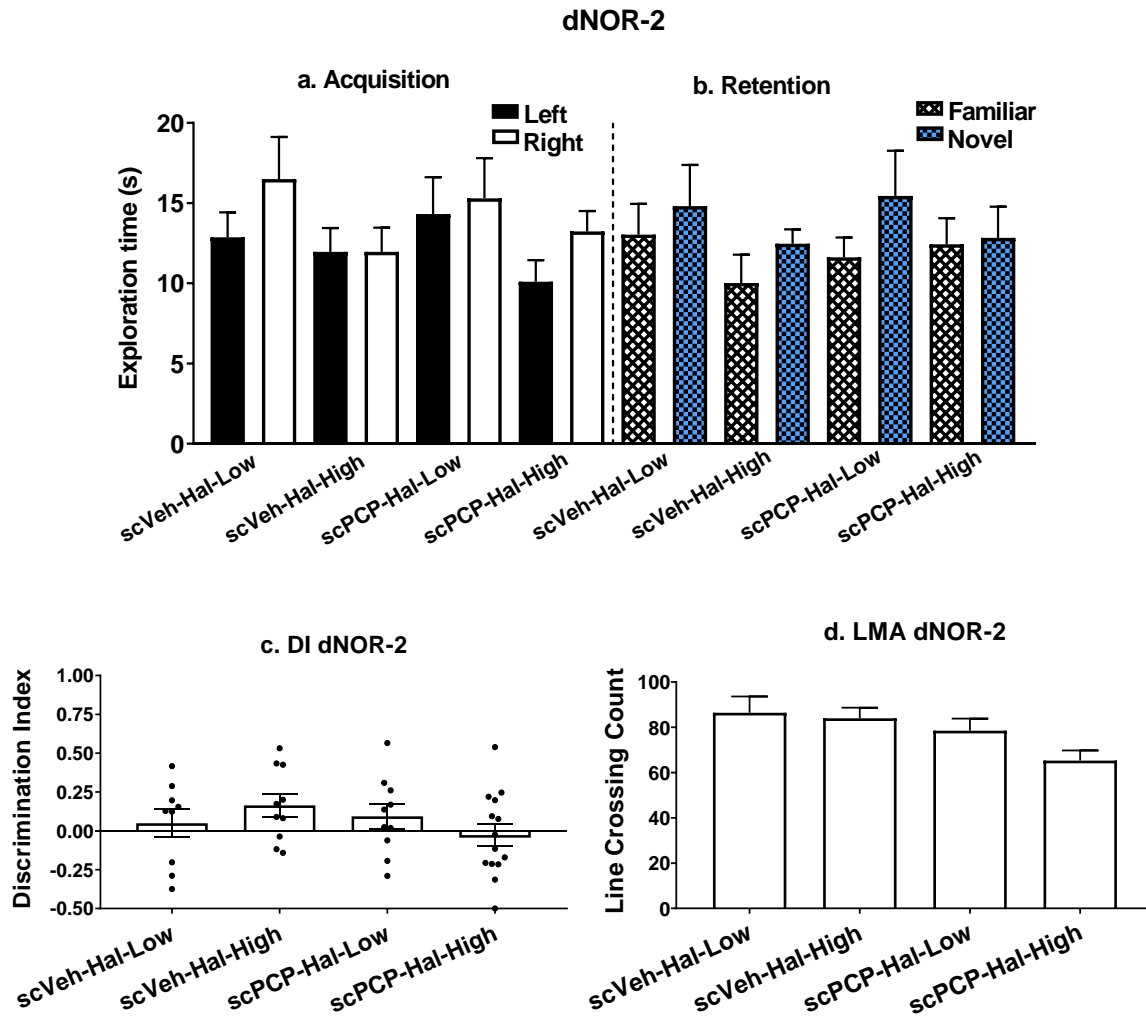 dNOR-2
a. Acquisition
Left
Right
b. Retention
Familiar
Novel
Exploration time (s)
20
15
10
5
0
scVeh-Hal-Low
scVeh-Hal-High
scPCP-Hal-Low
scPCP-Hal-High
scVeh-Hal-Low
scVeh-Hal-High
scPCP-Hal-Low
scPCP-Hal-High
c. DI dNOR-2
Discrimination Index
1.00
0.75
0.50
0.25
0.00
-0.25
-0.50
scVeh-Hal-Low
scVeh-Hal-High
scPCP-Hal-Low
scPCP-Hal-High
d. LMA dNOR-2
Line Crossing Count
100
80
60
40
20
0
scVeh-Hal-Low
scVeh-Hal-High
scPCP-Hal-Low
scPCP-Hal-High